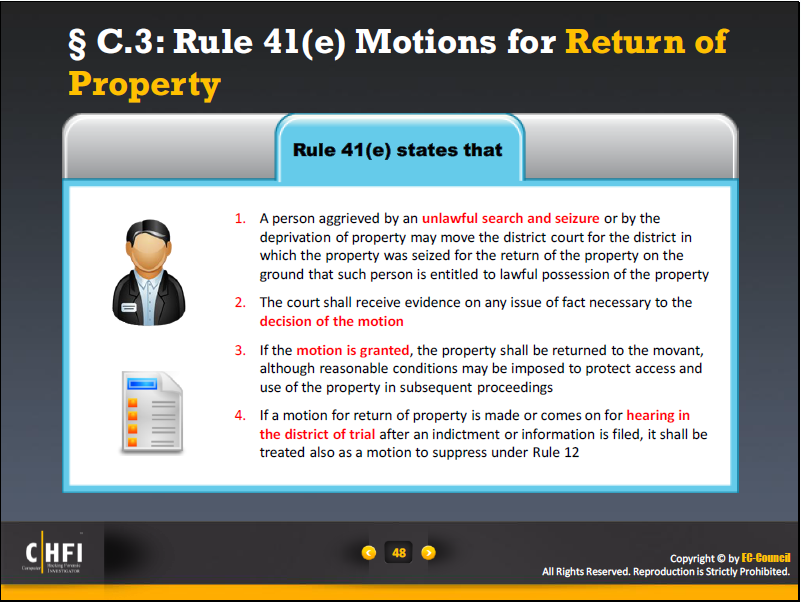 § C.3: Rule 41(e) Motions for Return of
Property
Rule 41(e) states that
1. A person aggrieved by an unlawful search and seizure or by the
deprivation of property may move the district court for the district in
which the property was seized for the return of the property on the
ground that such person is entitled to lawful possession of the property
2. The court shall receive evidence on any issue of fact necessary to the
decision of the motion
3. If the motion is granted, the property shall be returned to the movant,
although reasonable conditions may be imposed to protect access and
use of the property in subsequent proceedings
4. If a motion for return of property is made or comes on for hearing in
the district of trial after an indictment or information is filed, it shall be
treated also as a motion to suppress under Rule 12
CHFI
Computer Hacking Forensic
INVESTIGATOR
48
Copyright © by EC-Council
All Rights Reserved. Reproduction is Strictly Prohibited.